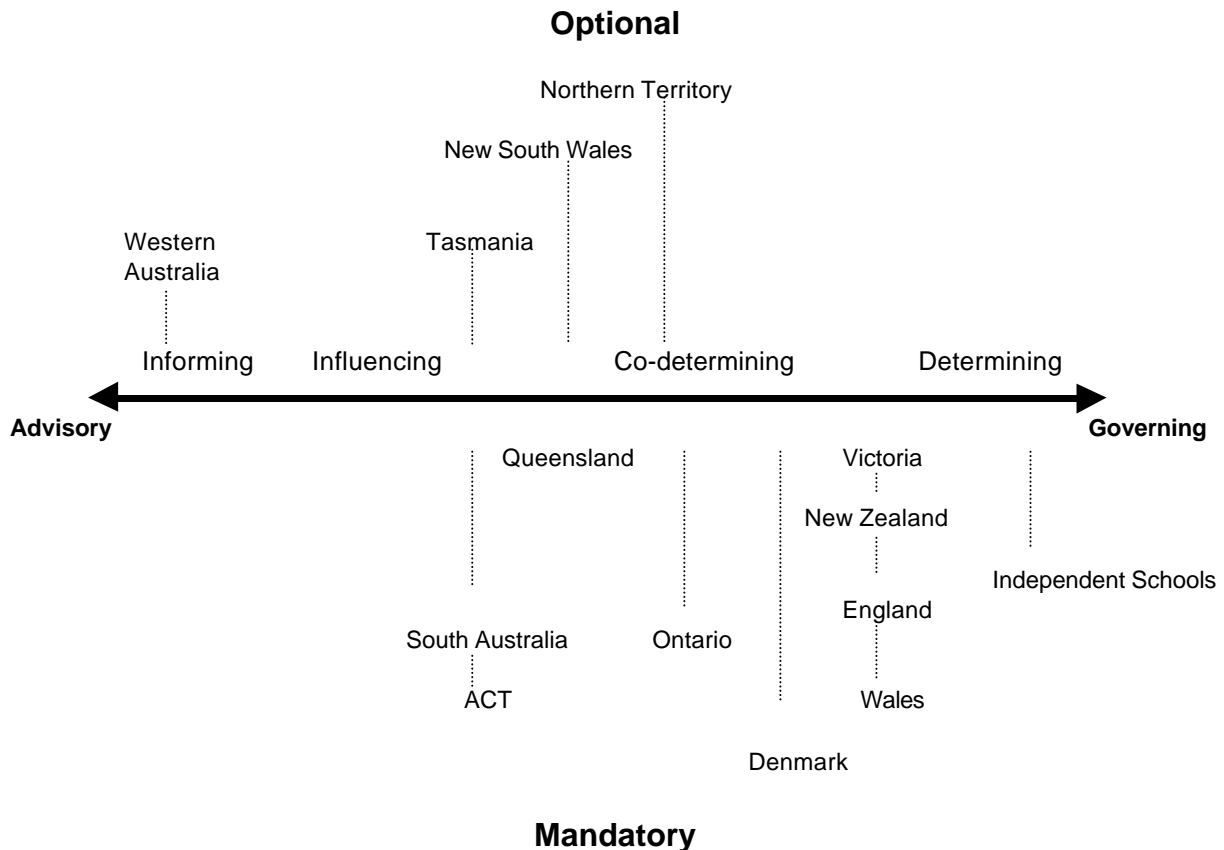 Optional
Northern Territory
New South Wales
Western
Australia
Tasmania
Informing Influencing Co-determining Determining
Advisory Governing
Queensland Victoria
New Zealand
Independent Schools
England
South Australia Ontario
ACT Wales
Denmark
Mandatory